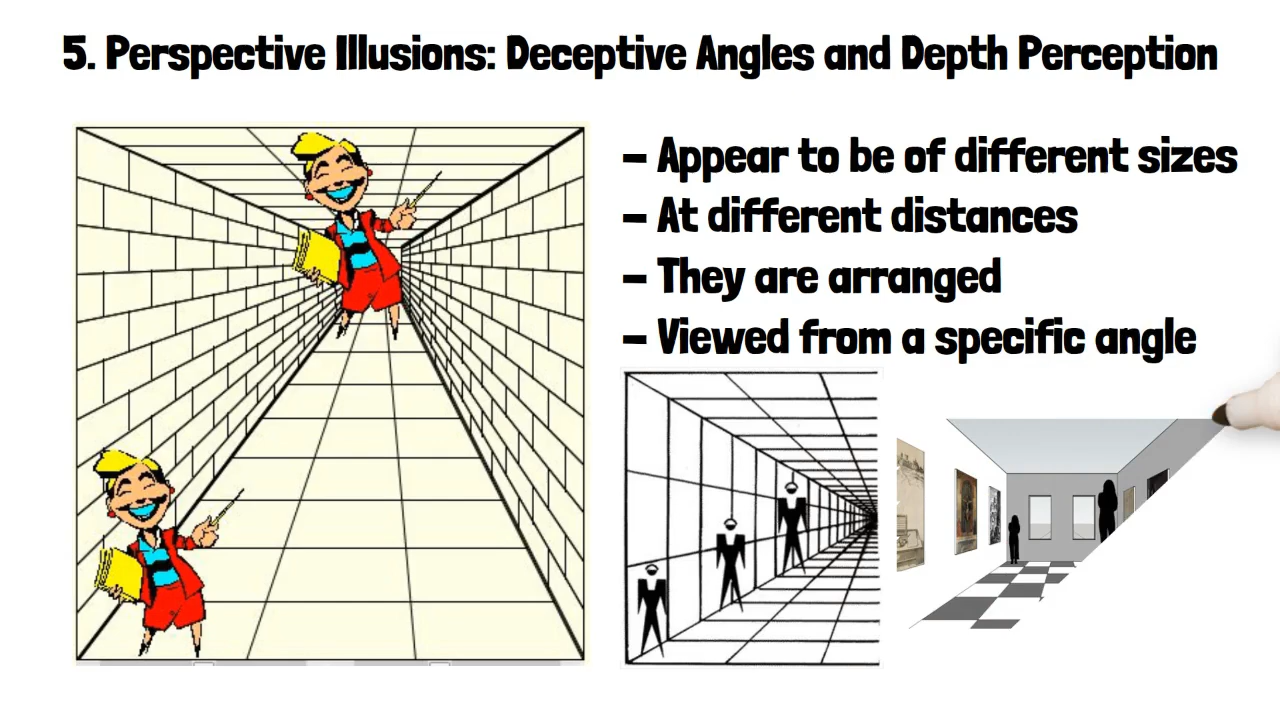 5. Perspective Illusions: Deceptive Angles and Depth Perception
– Appear to be of different sizes
– At different distances
– They are arranged
– Viewed from a specific angle